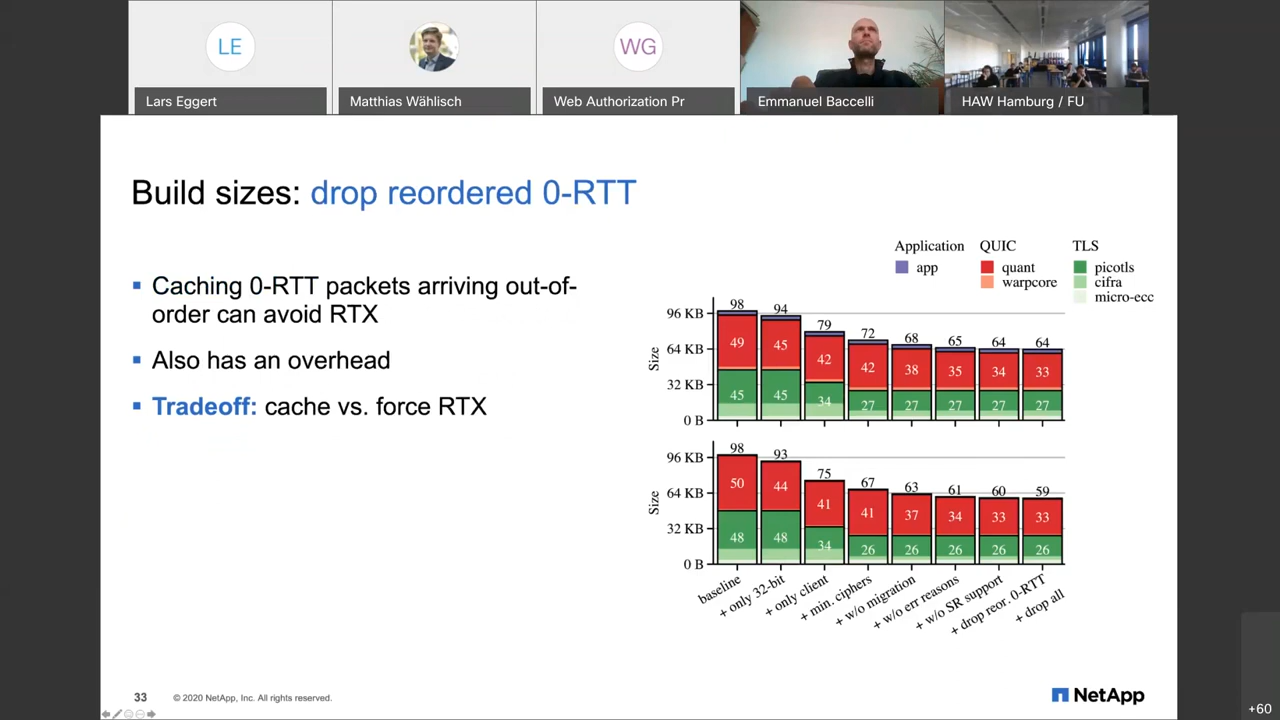 LE
WG
Lars Eggert
Matthias Wählisch
Web Authorization Pr
Emmanuel Baccelli
HAW Hamburg / FU
Build sizes: drop reordered 0-RTT
Caching 0-RTT packets arriving out-of-
order can avoid RTX
Also has an overhead
Tradeoff: cache vs. force RTX
Application QUIC TLS
app quant picotls
warpcore cifra
micro-ecc
98 94 79 72 68 65 64 64
96 KB
64 KB
32 KB
0 B
Size
49 45 42 42 38 35 34 33
45 45 34 27 27 27 27 27
98 93 75 67 63 61 60 59
96 KB
64 KB
32 KB
0 B
Size
50 44 41 41 37 34 33 33
48 48 34 26 26 26 26 26
baseline
+ only 32-bit
+ only client
+ min. ciphers
+ w/o migration
+ w/o err reasons
+ w/o SR support
+ drop reor. 0-RTT
+ drop all
33 © 2020 NetApp, Inc. All rights reserved.
NetApp
+60